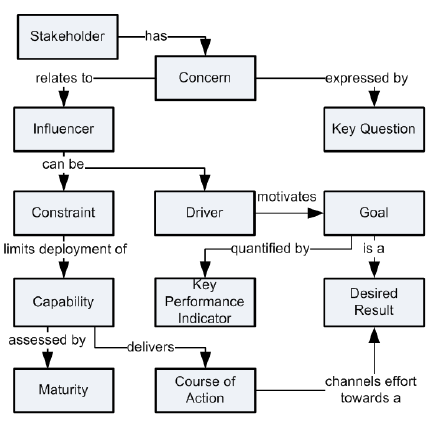 Stakeholder
has
Concern
relates to
expressed by
Influencer
Key Question
can be
motivates
Constraint
Driver
Goal
limits deployment of
quantified by
is a
Capability
Key
Performance
Indicator
Desired
Result
assessed by
delivers
Maturity
Course of
Action
channels effort
towards a